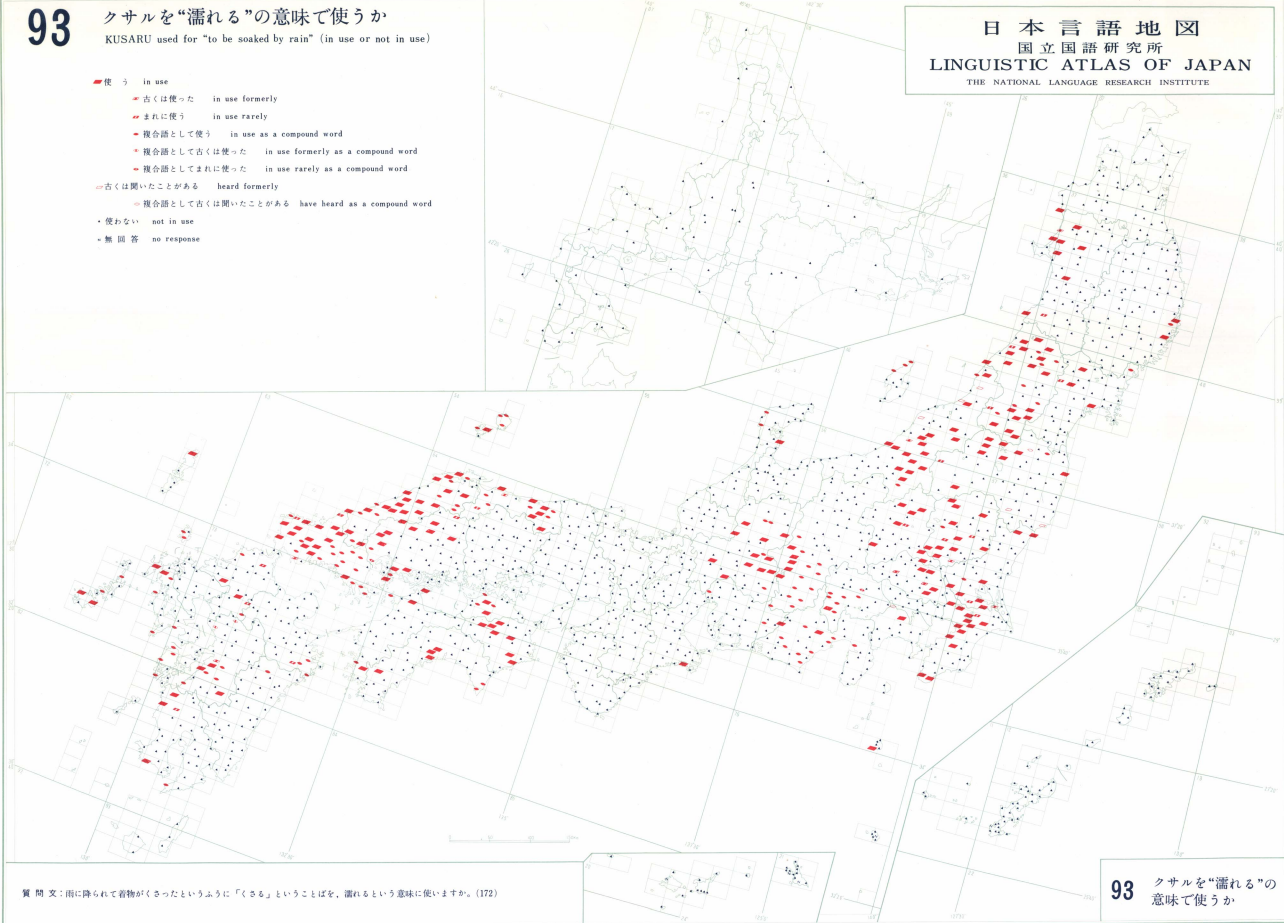 93
クサルを“濡れる”の意味で使うか
KUSARU used for “to be soaked by rain” (in use or not in use)
使う in use
古くは使った in use formerly
まれに使う in use rarely
複合語として使う in use as a compound word
複合語として古くは使った in use formerly as a compound word
複合語としてまれに使った in use rarely as a compound word
古くは聞いたことがある heard formerly
複合語として古くは聞いたことがある have heard as a compound word
使わない not in use
無回答 no response
日本言語地図
国立国語研究所
LINGUISTIC ATLAS OF JAPAN
THE NATIONAL LANGUAGE RESEARCH INSTITUTE
質問文：雨に降られて着物がくさったというふうに「くさる」ということばを，濡れるという意味に使いますか。(172)
93
クサルを“濡れる”の
意味で使うか